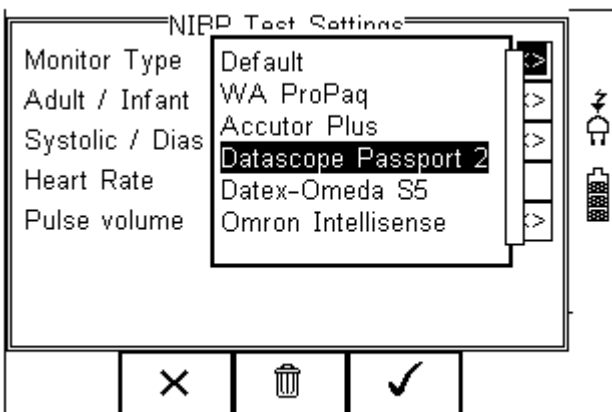 NIBP Test Settings
Monitor Type
Adult / Infant
Systolic / Dias
Heart Rate
Pulse volume
Default
WA ProPaq
Accutor Plus
Datascope Passport 2
Datex-Omeda S5
Omron Intellisense
<>
<>
<>
<>